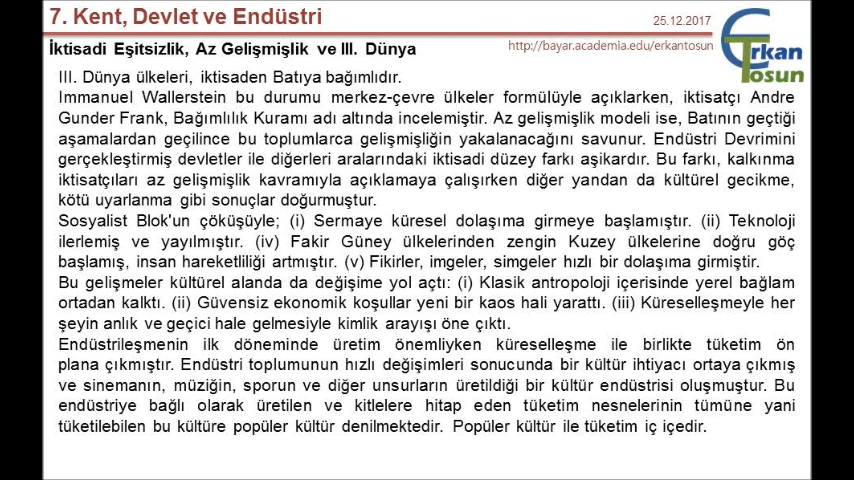 7. Kent, Devlet ve Endüstri
25.12.2017
İktisadi Eşitsizlik, Az Gelişmişlik ve III. Dünya
http://bayar.academia.edu/erkantosun
Erkan
Tosun
III. Dünya ülkeleri, iktisaden Batıya bağımlıdır.
Immanuel Wallerstein bu durumu merkez-çevre ülkeler formülüyle açıklarken, iktisatçı Andre
Gunder Frank, Bağımlılık Kuramı adı altında incelemiştir. Az gelişmişlik modeli ise, Batının geçtiği
aşamalardan geçilince bu toplumlarca gelişmişliğin yakalanacağını savunur. Endüstri Devrimini
gerçekleştirmiş devletler ile diğerleri aralarındaki iktisadi düzey farkı aşikardır. Bu farkı, kalkınma
iktisatçıları az gelişmişlik kavramıyla açıklamaya çalışırken diğer yandan da kültürel gecikme,
kötü uyarlanma gibi sonuçlar doğurmuştur.
Sosyalist Blok'un çöküşüyle; (i) Sermaye küresel dolaşıma girmeye başlamıştır. (ii) Teknoloji
ilerlemiş ve yayılmıştır. (iv) Fakir Güney ülkelerinden zengin Kuzey ülkelerine doğru göç
başlamış, insan hareketliliği artmıştır. (v) Fikirler, imgeler, simgeler hızlı bir dolaşıma girmiştir.
Bu gelişmeler kültürel alanda da değişime yol açtı: (i) Klasik antropoloji içerisinde yerel bağlam
ortadan kalktı. (ii) Güvensiz ekonomik koşullar yeni bir kaos hali yarattı. (iii) Küreselleşmeyle her
şeyin anlık ve geçici hale gelmesiyle kimlik arayışı öne çıktı.
Endüstrileşmenin ilk döneminde üretim önemliyken küreselleşme ile birlikte tüketim ön
plana çıkmıştır. Endüstri toplumunun hızlı değişimleri sonucunda bir kültür ihtiyacı ortaya çıkmış
ve sinemanın, müziğin, sporun ve diğer unsurların üretildiği bir kültür endüstrisi oluşmuştur. Bu
endüstriye bağlı olarak üretilen ve kitlelere hitap eden tüketim nesnelerinin tümüne yani
tüketilebilen bu kültüre popüler kültür denilmektedir. Popüler kültür ile tüketim iç içedir.